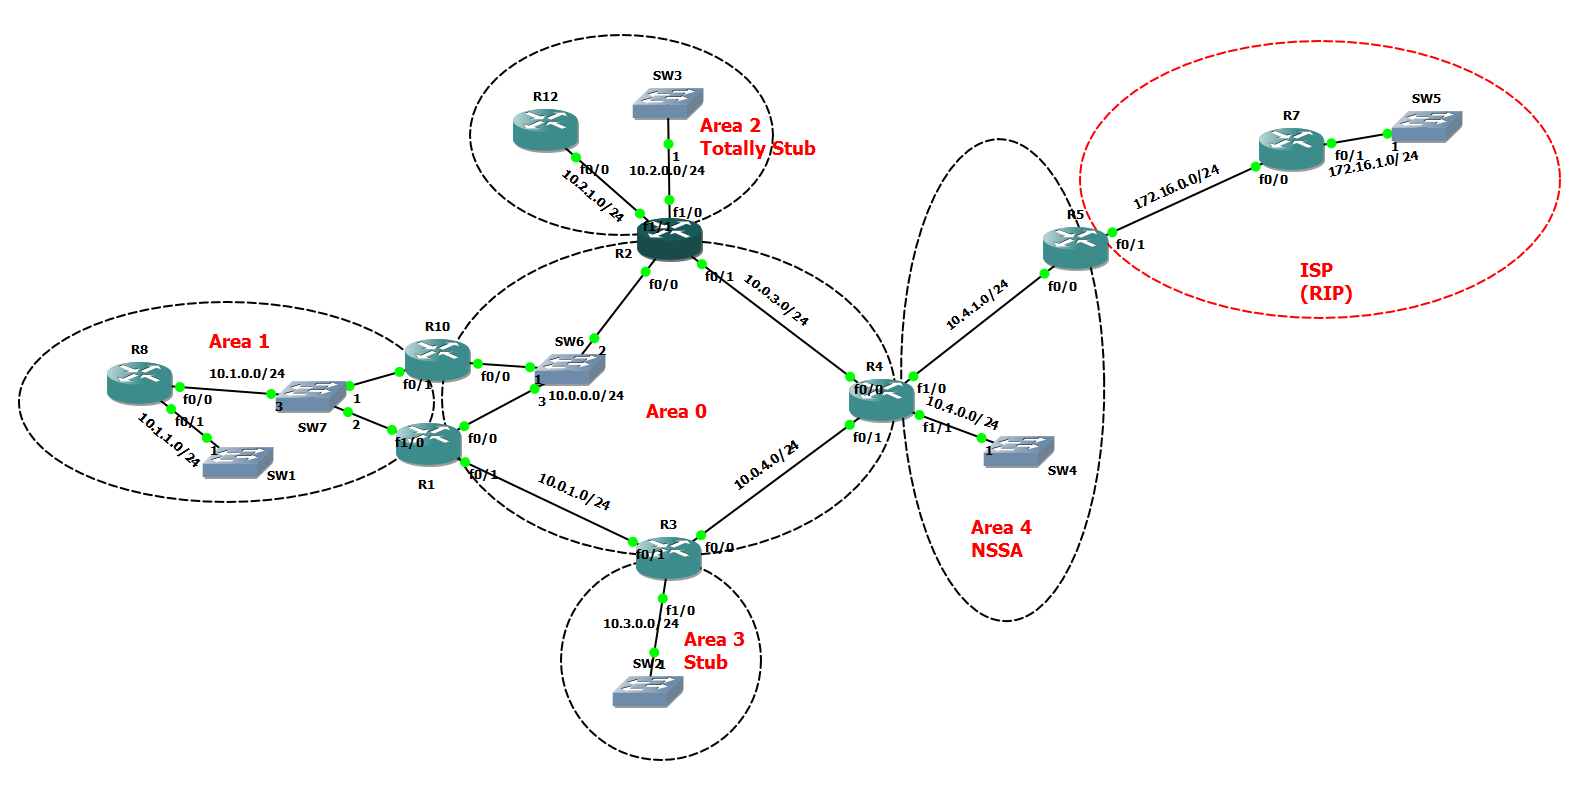 SW3
R12
Area 2
Totally Stub
1
f0/0
10.2.0.0/24
10.2.1.0/24
f1/0
f1/1
R2
f0/0
f0/1
10.0.3.0/24
SW5
R7
1
f0/1
172.16.1.0/24
f0/0
172.16.0.0/24
R5
f0/1
f0/0
ISP
(RIP)
10.4.1.0/24
Area 1
R8
10.1.0.0/24
f0/0
3
SW7
1
2
f0/1
10.1.1.0/24
1
SW1
R10
f0/1
f0/0
SW6
2
1
3
10.0.0.0/24
f0/0
f1/0
f0/1
R1
Area 0
R4
f0/0
f1/0
10.4.0.0/24
f0/1
f1/1
1
SW4
10.0.4.0/24
10.0.1.0/24
R3
f0/1
f0/0
Area 4
NSSA
f1/0
10.3.0.0/24
Area 3
Stub
SW2
1